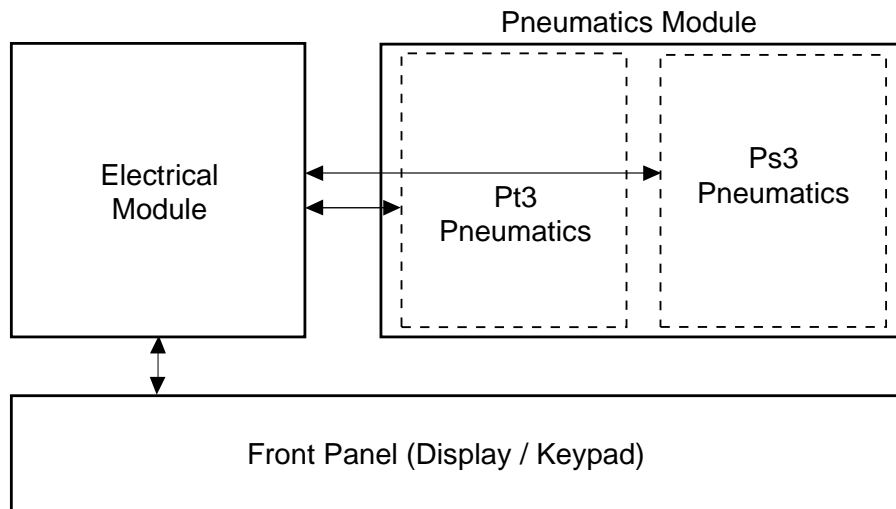 Pneumatics Module
Electrical
Module
Pt3
Pneumatics
Ps3
Pneumatics
Front Panel (Display / Keypad)